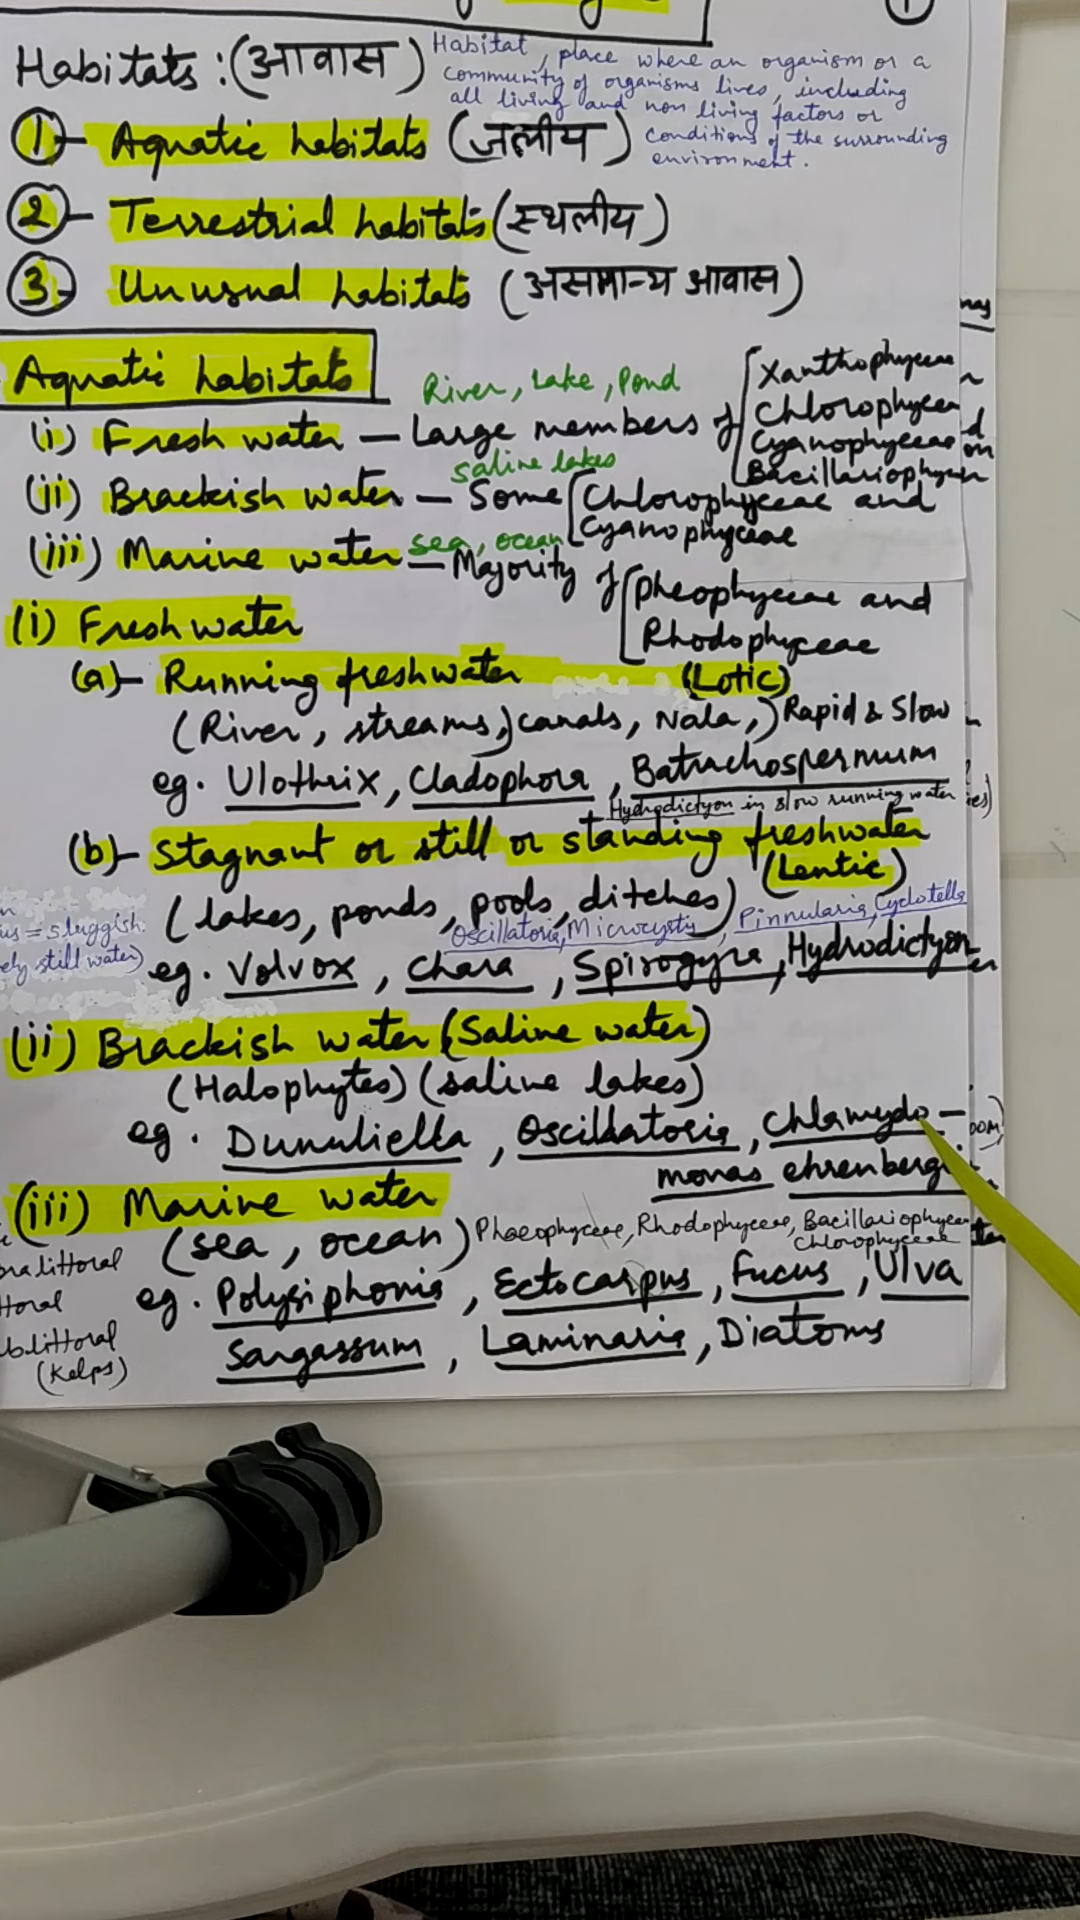 Habitats : (आवास)
Habitat, place where an organism or a
community of organisms lives, including
all living and non living factors or
conditions of the surrounding
environment.
① - Aquatic habitats (जलीय)
② - Terrestrial habitats (स्थलीय)
③ - Unusual habitats (असमान्य आवास)
Aquatic habitats
River, Lake, Pond
(i) Fresh water — Large members of [Xanthophyceae
Chlorophyceae
Cyanophyceae
Bacillariophyceae
saline lakes
(ii) Brackish water — Some [Chlorophyceae and
Cyanophyceae
(iii) Marine water sea, ocean — Majority of [Pheophyceae and
Rhodophyceae
(i) Freshwater
(a) - Running freshwater (Lotic)
(River, streams,) canals, Nala,) Rapid & Slow
eg. Ulothrix, Cladophora, Batrachospermum
Hydrodictyon in slow running water
(b) - Stagnant or still or standing freshwater
(Lentic)
(lakes, ponds, pools, ditches)
Oscillatoria, Microcysty, Pinnularia, Cyclotella
= sluggish.
still water)
eg. Volvox, Chara, Spirogyra, Hydrodictyon
(ii) Brackish water (Saline water)
(Halophytes) (saline lakes)
eg. Dunuliella, Oscillatoria, Chlamydo-
monas ehrenbergi
(iii) Marine water
(sea, ocean) Phaeophyceae, Rhodophyceae, Bacillariophyceae
Chlorophyceae
eg. Polysiphonia, Ectocarpus, Fucus, Ulva
Sargassum, Laminaria, Diatoms
(Kelps)